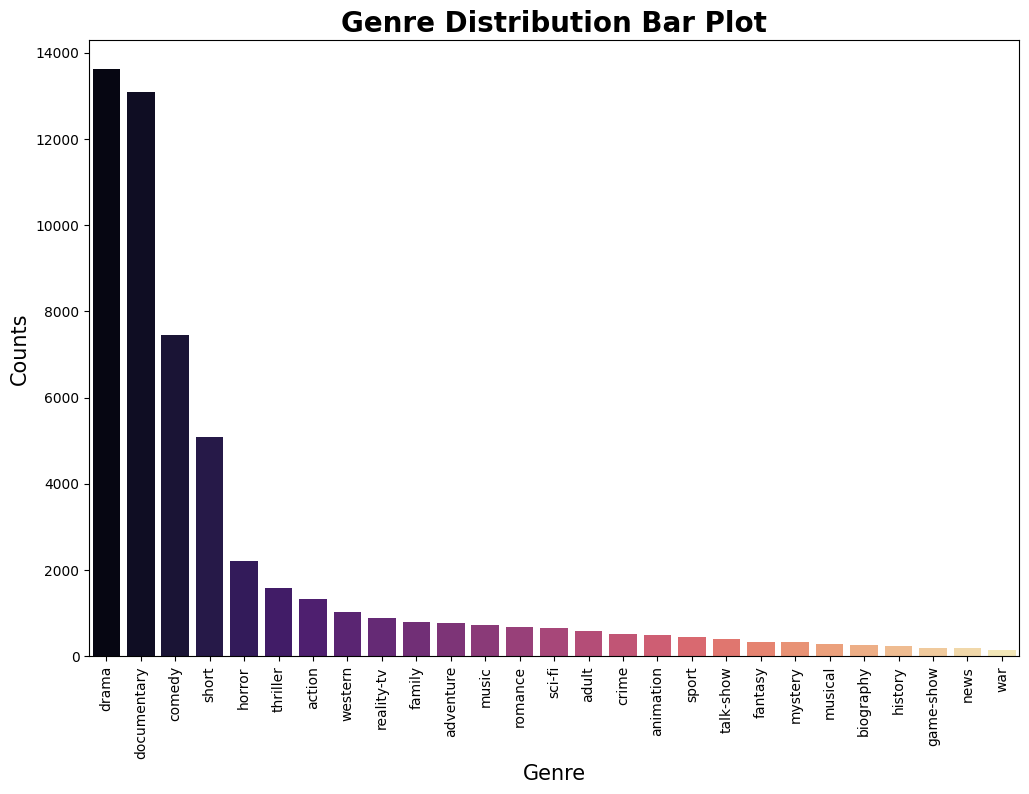 Genre Distribution Bar Plot
14000
12000
10000
8000
6000
4000
2000
0
Counts
drama
documentary
comedy
short
horror
thriller
action
western
reality-tv
family
adventure
music
romance
sci-fi
adult
crime
animation
sport
talk-show
fantasy
mystery
musical
biography
history
game-show
news
war
Genre